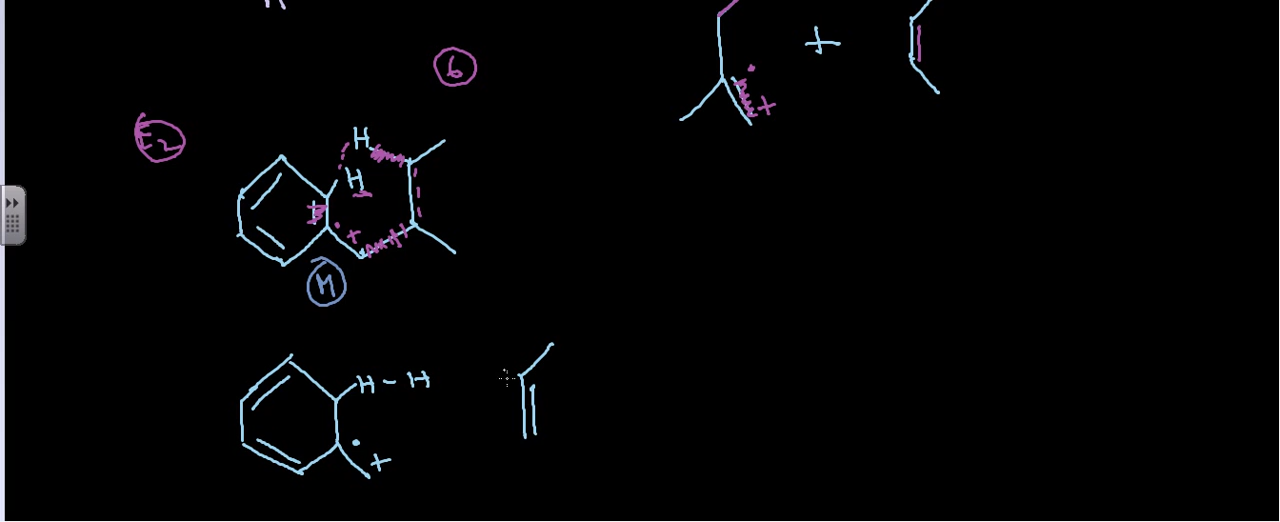 +
6
• +
E2
H
H
• +
M
H - H
• +